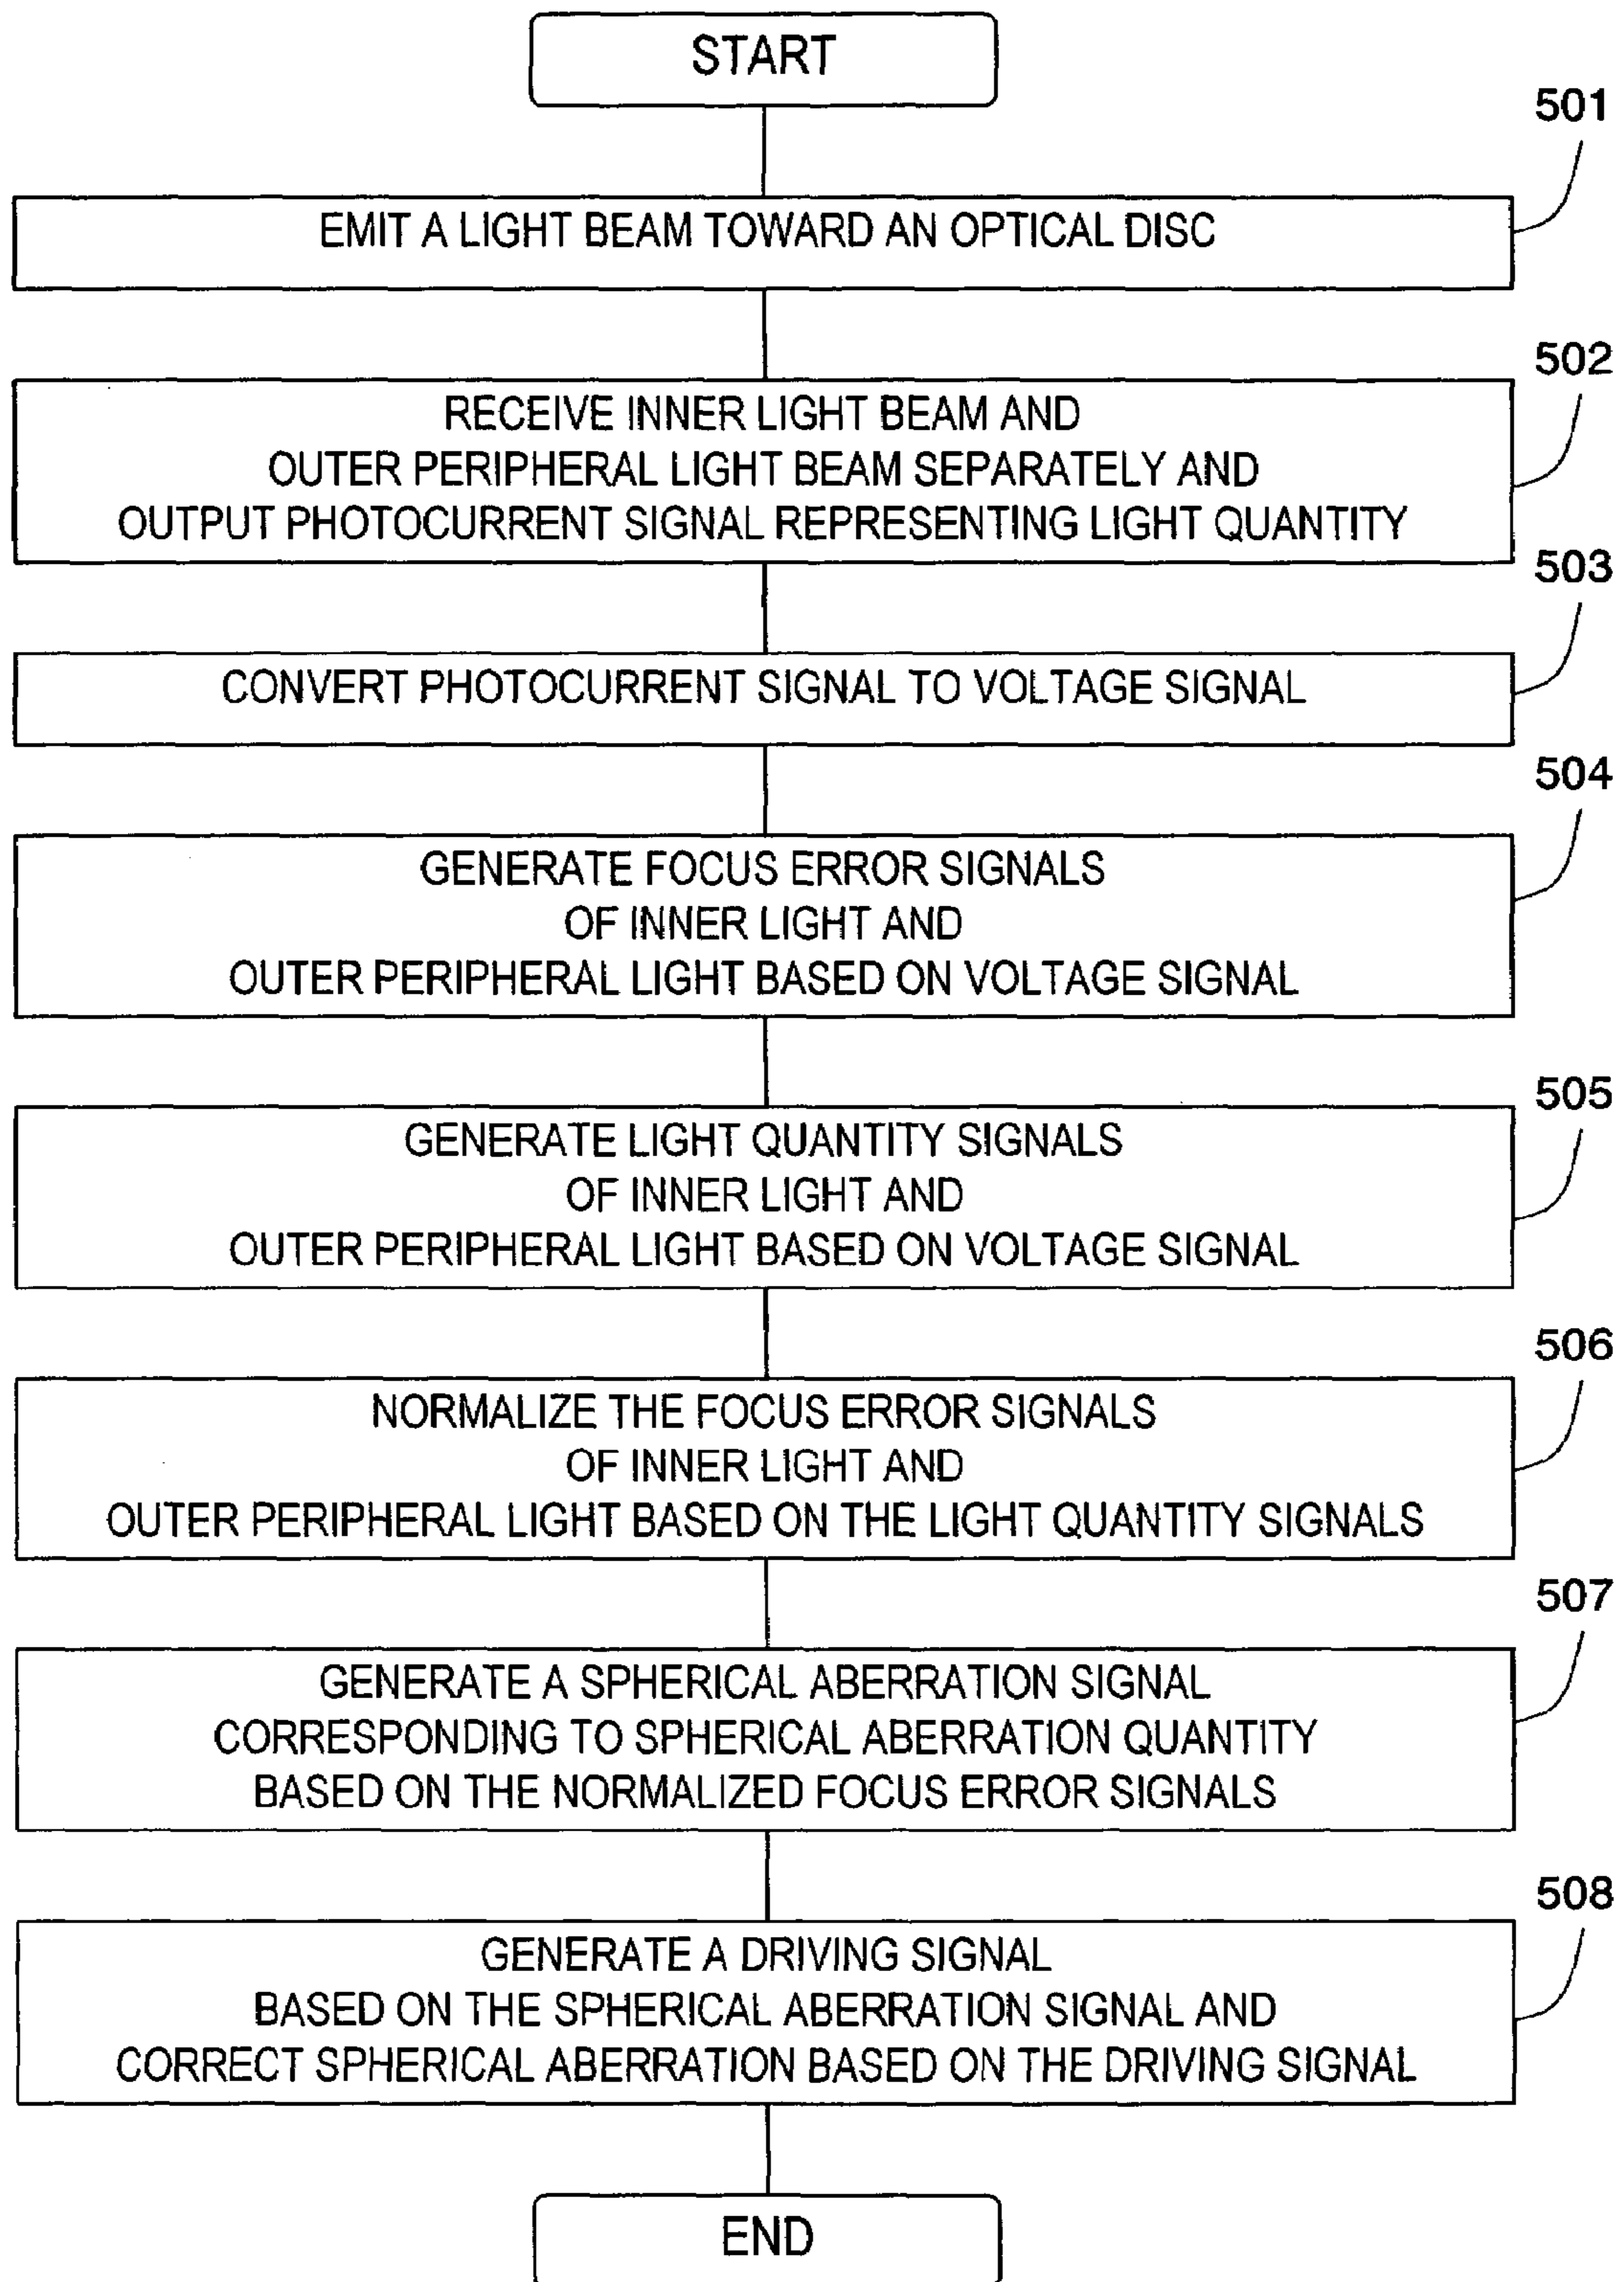 START
501
EMIT A LIGHT BEAM TOWARD AN OPTICAL DISC
502
RECEIVE INNER LIGHT BEAM AND
OUTER PERIPHERAL LIGHT BEAM SEPARATELY AND
OUTPUT PHOTOCURRENT SIGNAL REPRESENTING LIGHT QUANTITY
503
CONVERT PHOTOCURRENT SIGNAL TO VOLTAGE SIGNAL
504
GENERATE FOCUS ERROR SIGNALS
OF INNER LIGHT AND
OUTER PERIPHERAL LIGHT BASED ON VOLTAGE SIGNAL
505
GENERATE LIGHT QUANTITY SIGNALS
OF INNER LIGHT AND
OUTER PERIPHERAL LIGHT BASED ON VOLTAGE SIGNAL
506
NORMALIZE THE FOCUS ERROR SIGNALS
OF INNER LIGHT AND
OUTER PERIPHERAL LIGHT BASED ON THE LIGHT QUANTITY SIGNALS
507
GENERATE A SPHERICAL ABERRATION SIGNAL
CORRESPONDING TO SPHERICAL ABERRATION QUANTITY
BASED ON THE NORMALIZED FOCUS ERROR SIGNALS
508
GENERATE A DRIVING SIGNAL
BASED ON THE SPHERICAL ABERRATION SIGNAL AND
CORRECT SPHERICAL ABERRATION BASED ON THE DRIVING SIGNAL
END